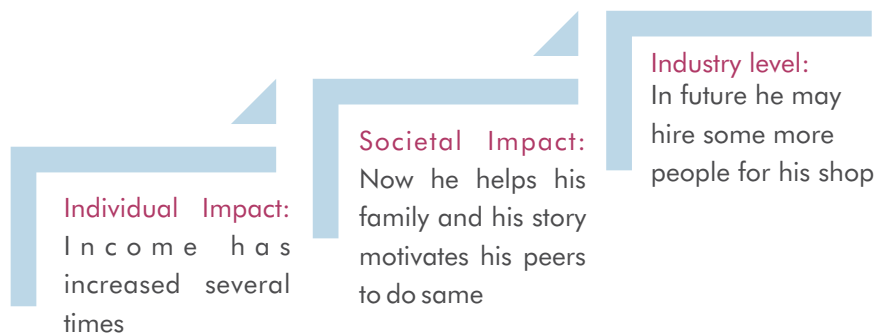 Individual Impact:
Income has
increased several
times
Societal Impact:
Now he helps his
family and his story
motivates his peers
to do same
Industry level:
In future he may
hire some more
people for his shop